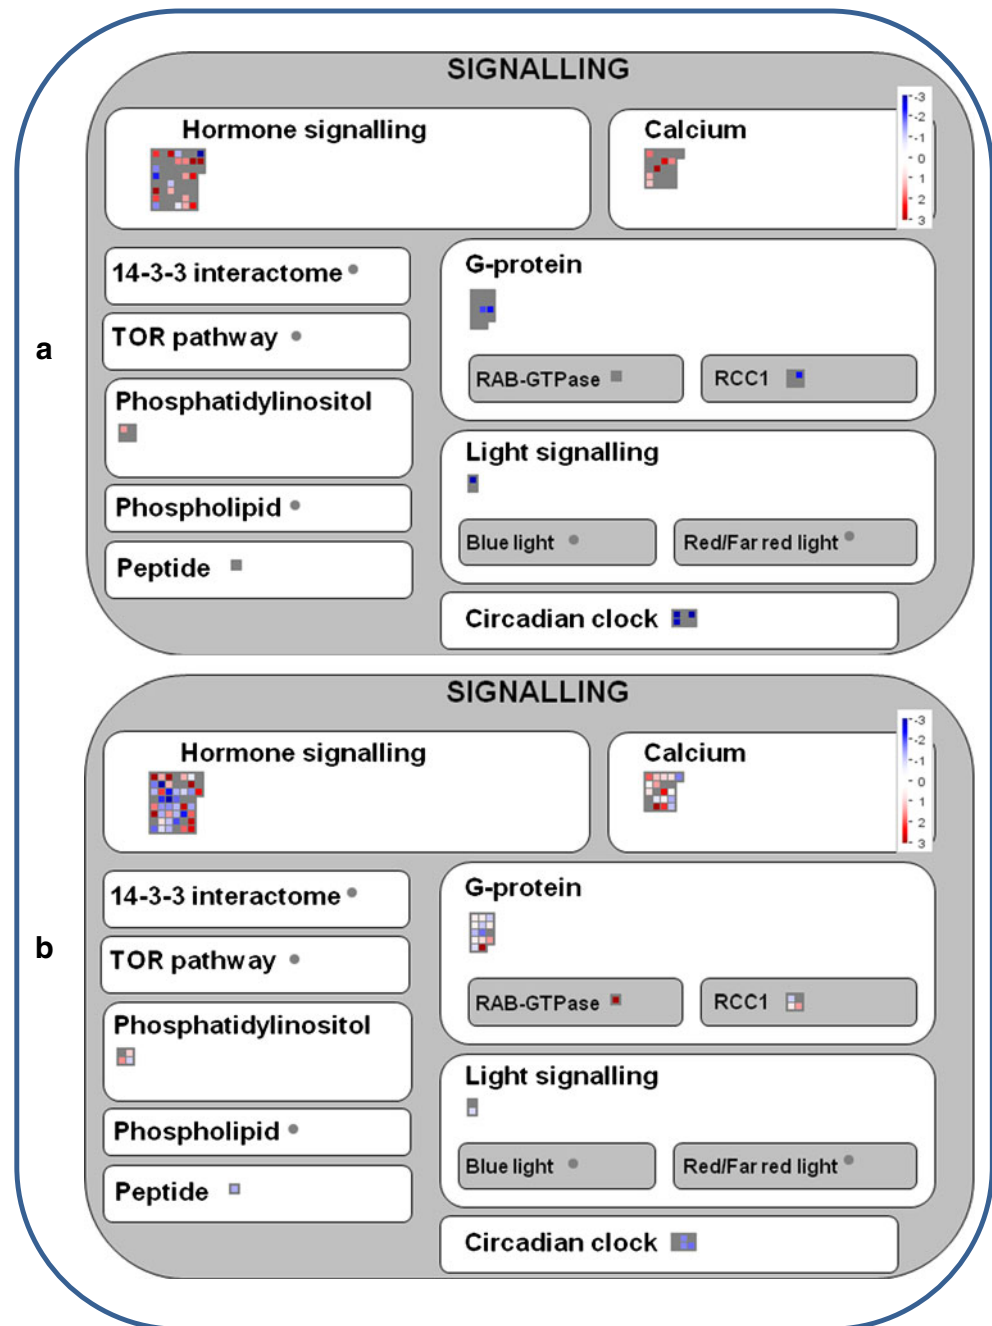 a
SIGNALLING
Hormone signalling
Calcium
-3
-2
-1
0
1
2
3
14-3-3 interactome
G-protein
TOR pathway
RAB-GTPase
RCC1
Phosphatidylinositol
Light signalling
Phospholipid
Blue light
Red/Far red light
Peptide
Circadian clock
b
SIGNALLING
Hormone signalling
Calcium
-3
-2
-1
0
1
2
3
14-3-3 interactome
G-protein
TOR pathway
RAB-GTPase
RCC1
Phosphatidylinositol
Light signalling
Phospholipid
Blue light
Red/Far red light
Peptide
Circadian clock